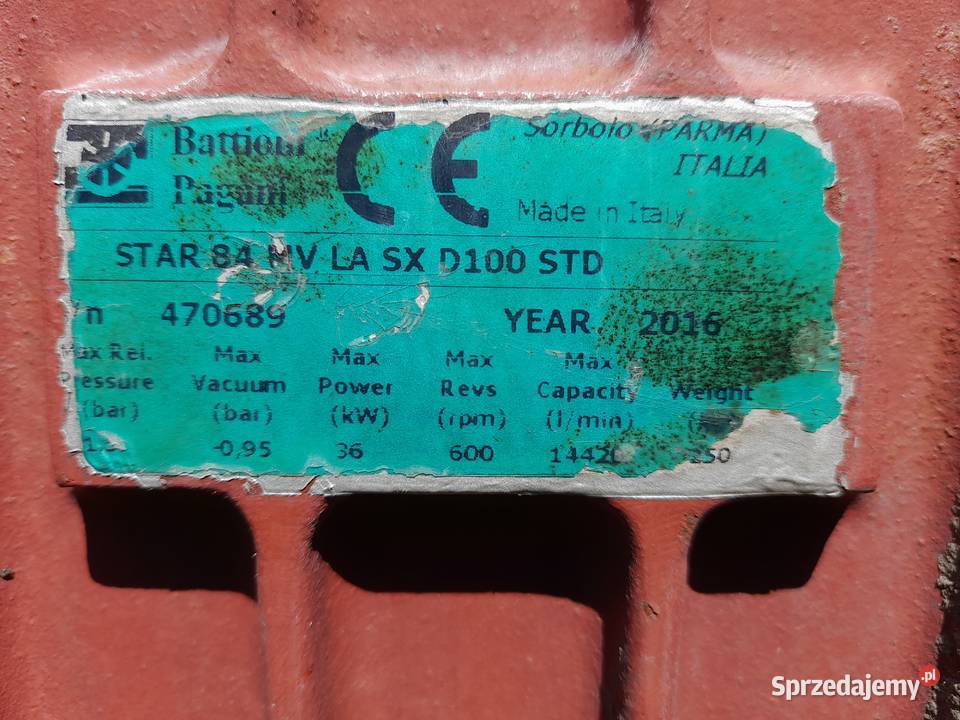 Battioni ® Sorbolo (PARMA)
Pagani CE ITALIA
Made in Italy
STAR 84 MV LA SX D100 STD
n 470689 YEAR 2016
Max Rel. Max Max Max Max
Pressure Vacuum Power Revs Capacity Weight
(bar) (bar) (kW) (rpm) (l/min)
-0,95 36 600
Sprzedajemy.pl